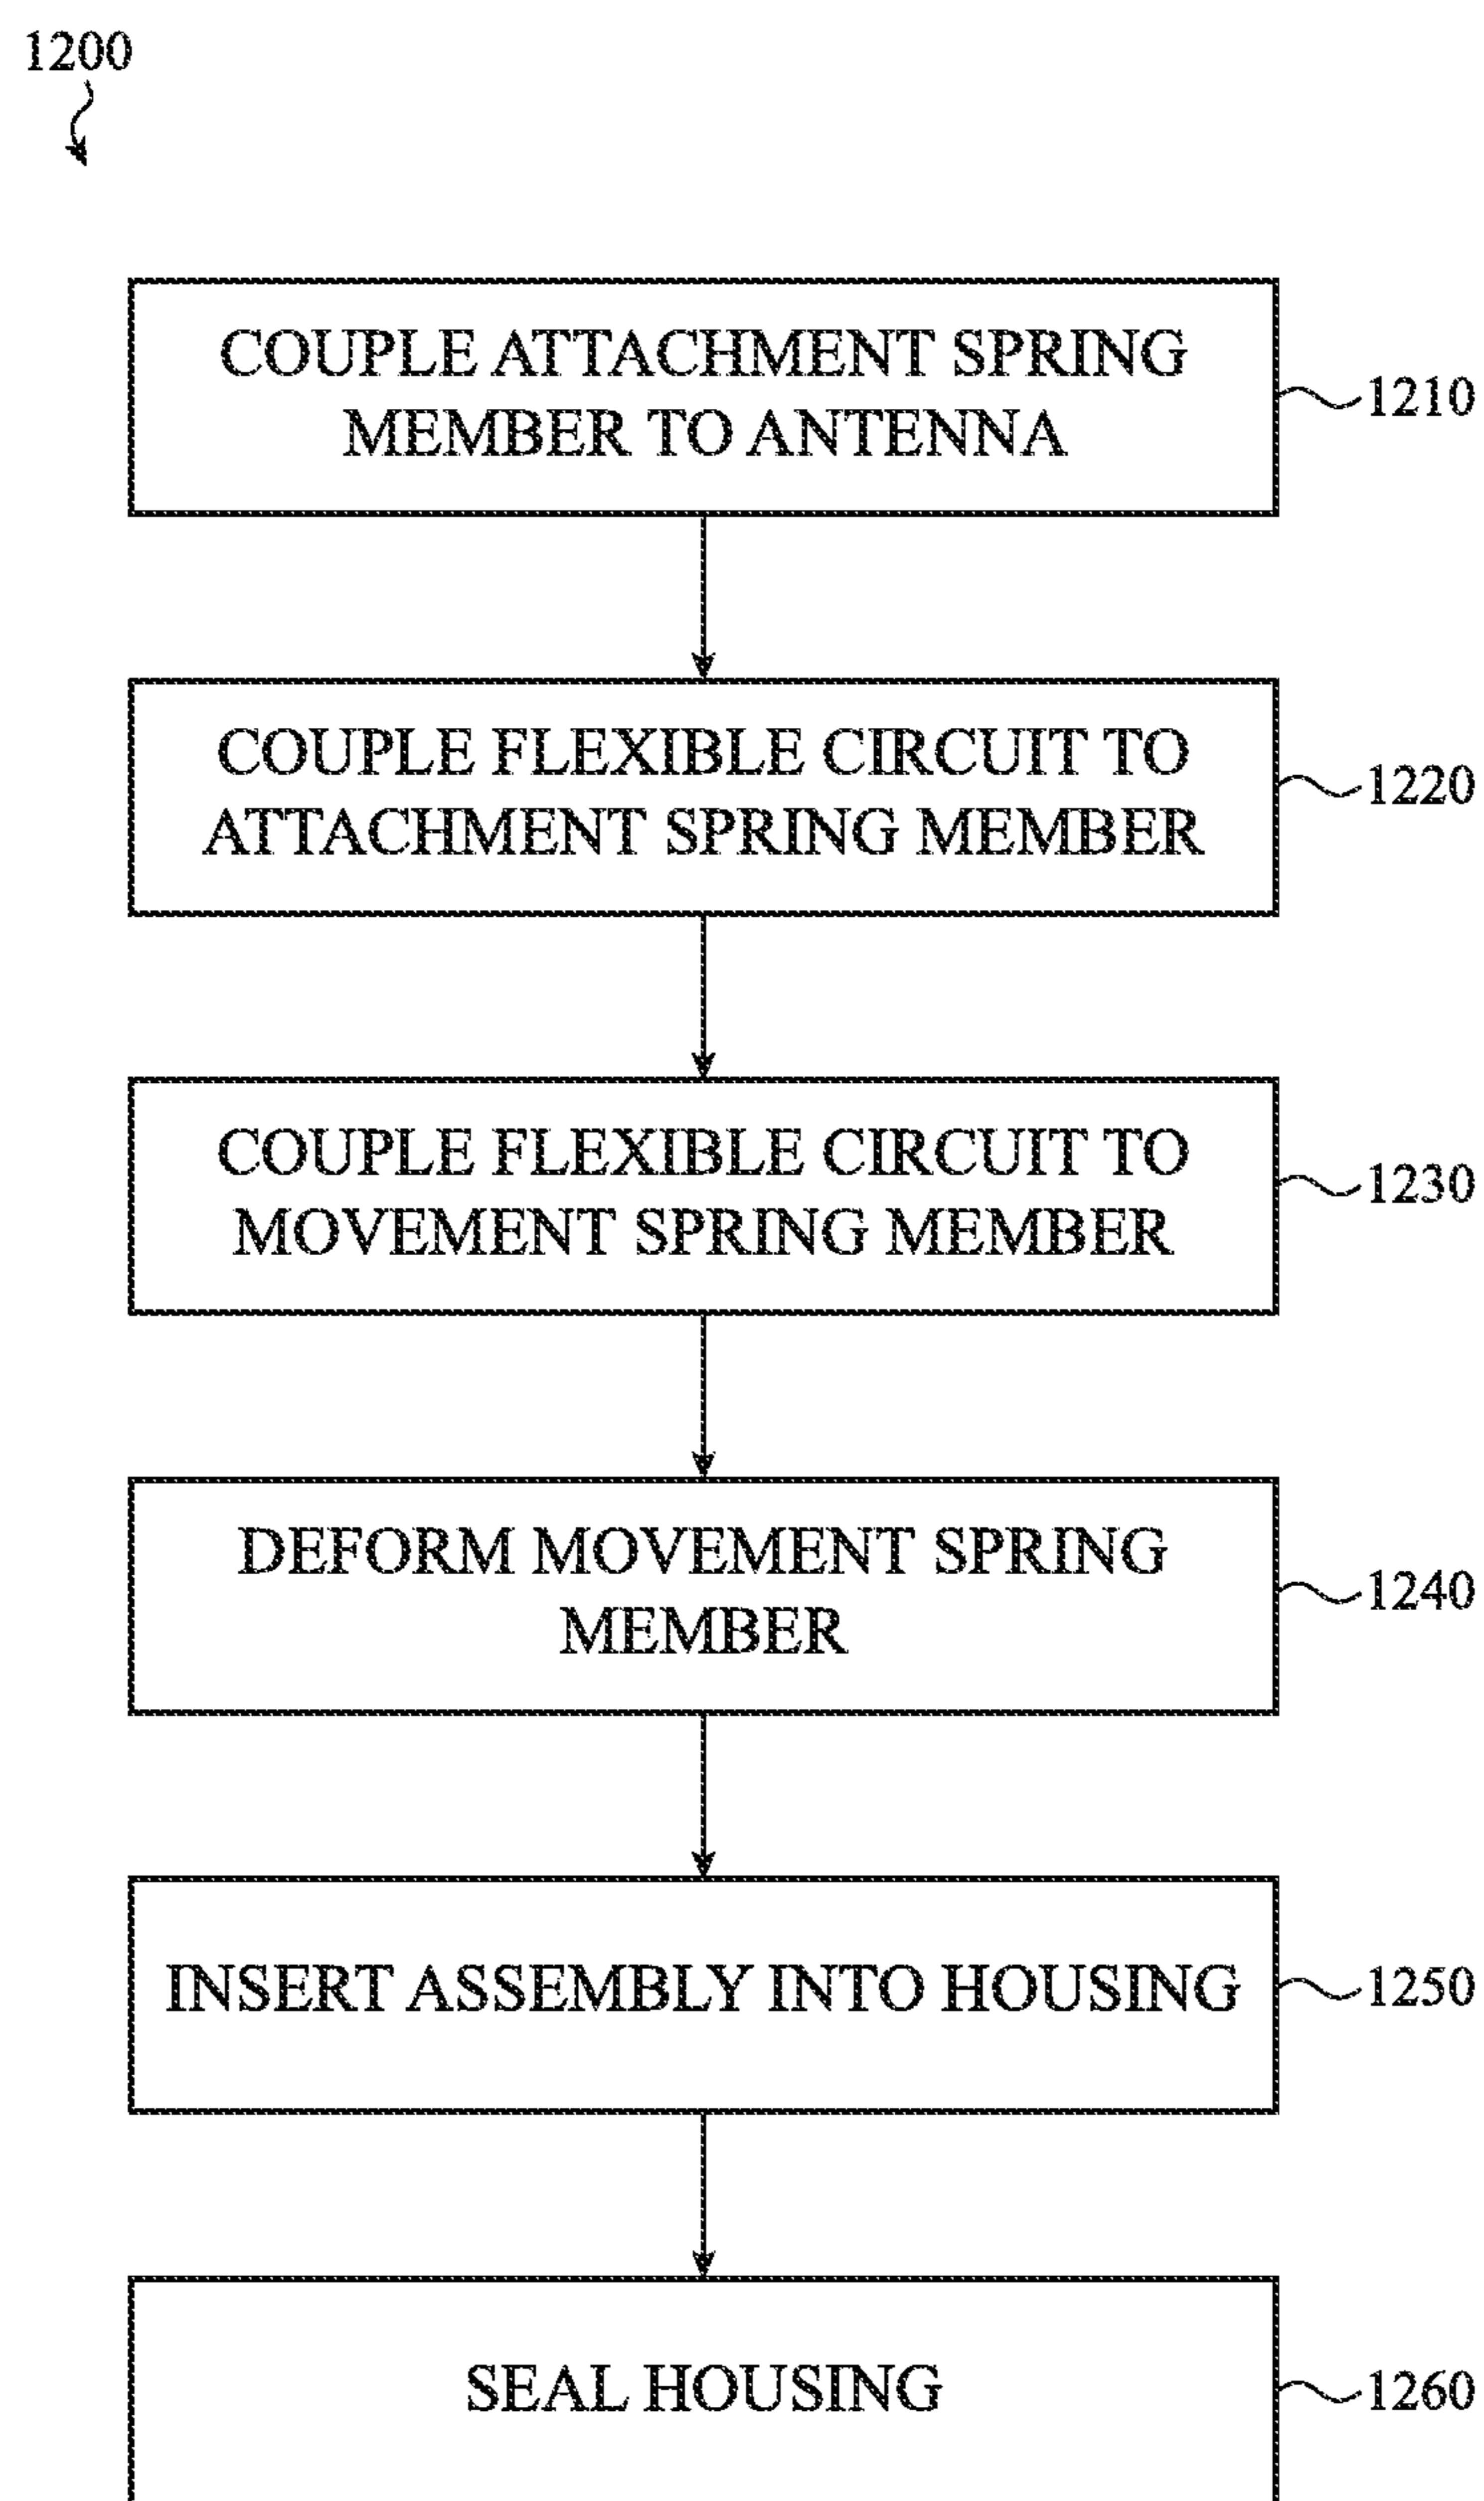 1200
COUPLE ATTACHMENT SPRING
MEMBER TO ANTENNA
1210
COUPLE FLEXIBLE CIRCUIT TO
ATTACHMENT SPRING MEMBER
1220
COUPLE FLEXIBLE CIRCUIT TO
MOVEMENT SPRING MEMBER
1230
DEFORM MOVEMENT SPRING
MEMBER
1240
INSERT ASSEMBLY INTO HOUSING
1250
SEAL HOUSING
1260